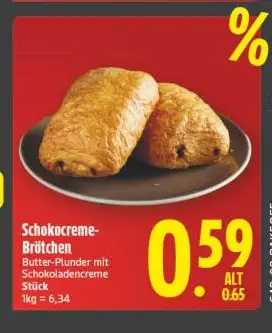 %
Schokocreme-
Brötchen
Butter-Plunder mit
Schokoladencreme
Stück
1kg = 6,34
0.59
ALT
0.65